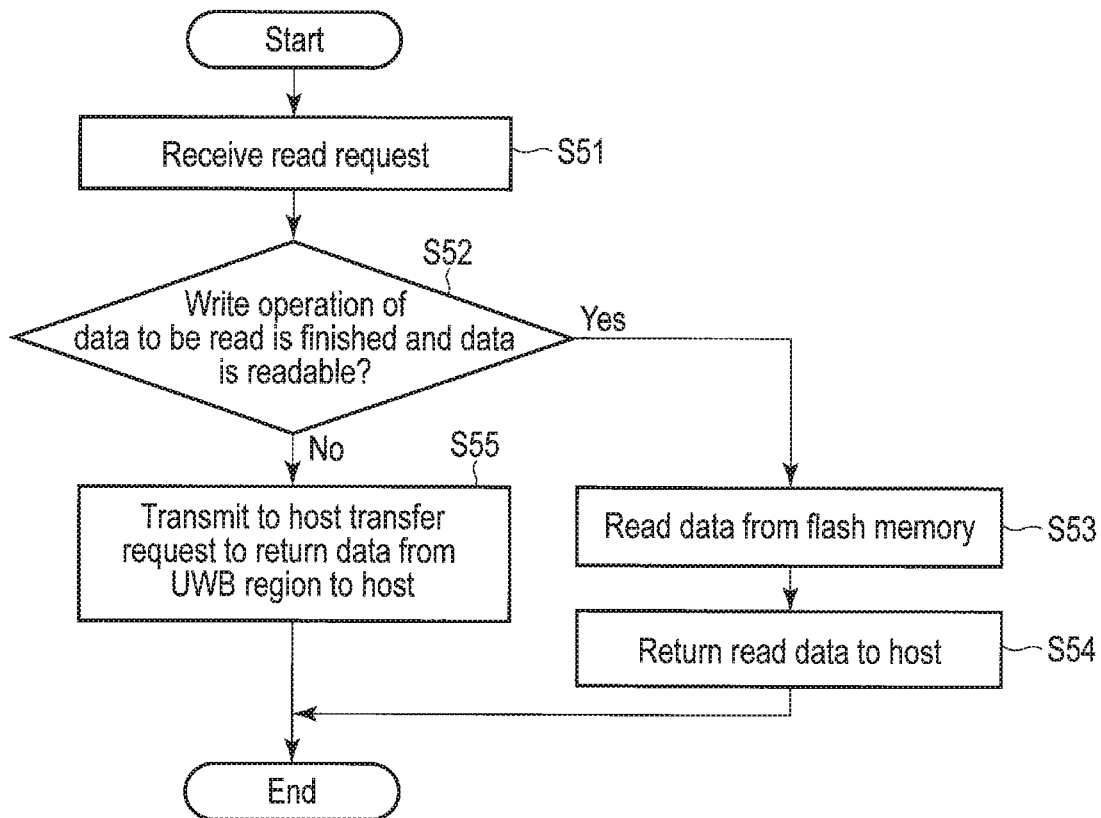 Start
Receive read request
S51
S52
Write operation of
data to be read is finished and data
is readable?
Yes
No
S55
Transmit to host transfer
request to return data from
UWB region to host
Read data from flash memory
S53
Return read data to host
S54
End